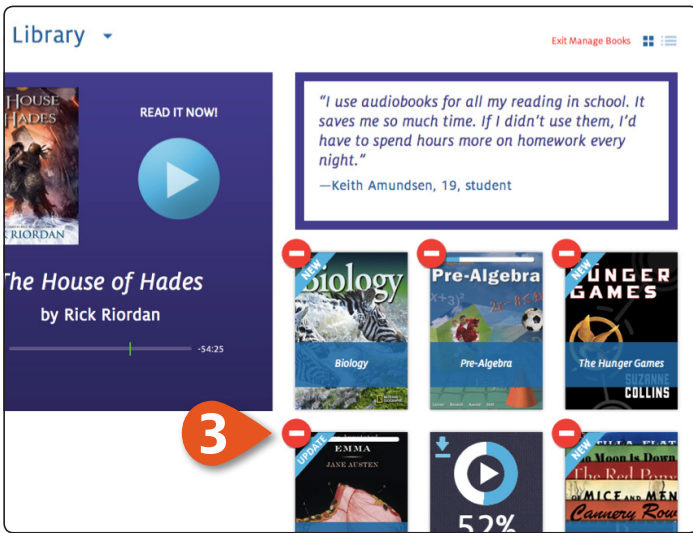 Library
Exit Manage Books
HOUSE
HADES
RIORDAN
READ IT NOW!
The House of Hades
by Rick Riordan
-54:25
"I use audiobooks for all my reading in school. It
saves me so much time. If I didn't use them, I'd
have to spend hours more on homework every
night."
—Keith Amundsen, 19, student
NEW
Biology
Biology
Pre-Algebra
Pre-Algebra
NEW
HUNGER
GAMES
The Hunger Games
SUZANNE
COLLINS
3
UPDATE
EMMA
JANE AUSTEN
52%
NEW
TILLA FLAT
Moon Is Down
The Red Pony
OF MICE AND MEN
Cannery Row